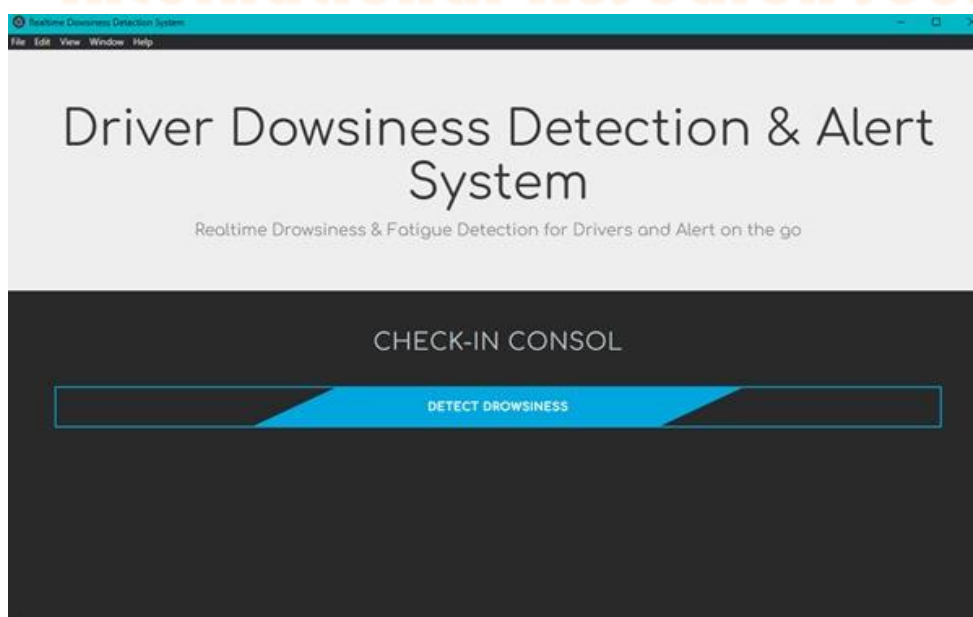 Realtime Dowsiness Detection System
File Edit View Window Help
Driver Dowsiness Detection & Alert
System
Realtime Drowsiness & Fatigue Detection for Drivers and Alert on the go
CHECK-IN CONSOL
DETECT DROWSINESS